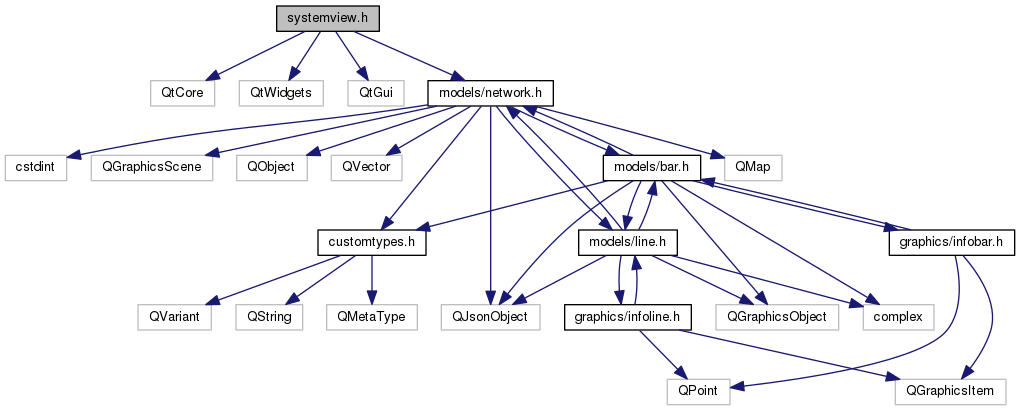 systemview.h
QtCore
QtWidgets
QtGui
models/network.h
cstdint
QGraphicsScene
QObject
QVector
models/bar.h
QMap
customtypes.h
models/line.h
graphics/infobar.h
QVariant
QString
QMetaType
QJsonObject
graphics/infoline.h
QGraphicsObject
complex
QPoint
QGraphicsItem